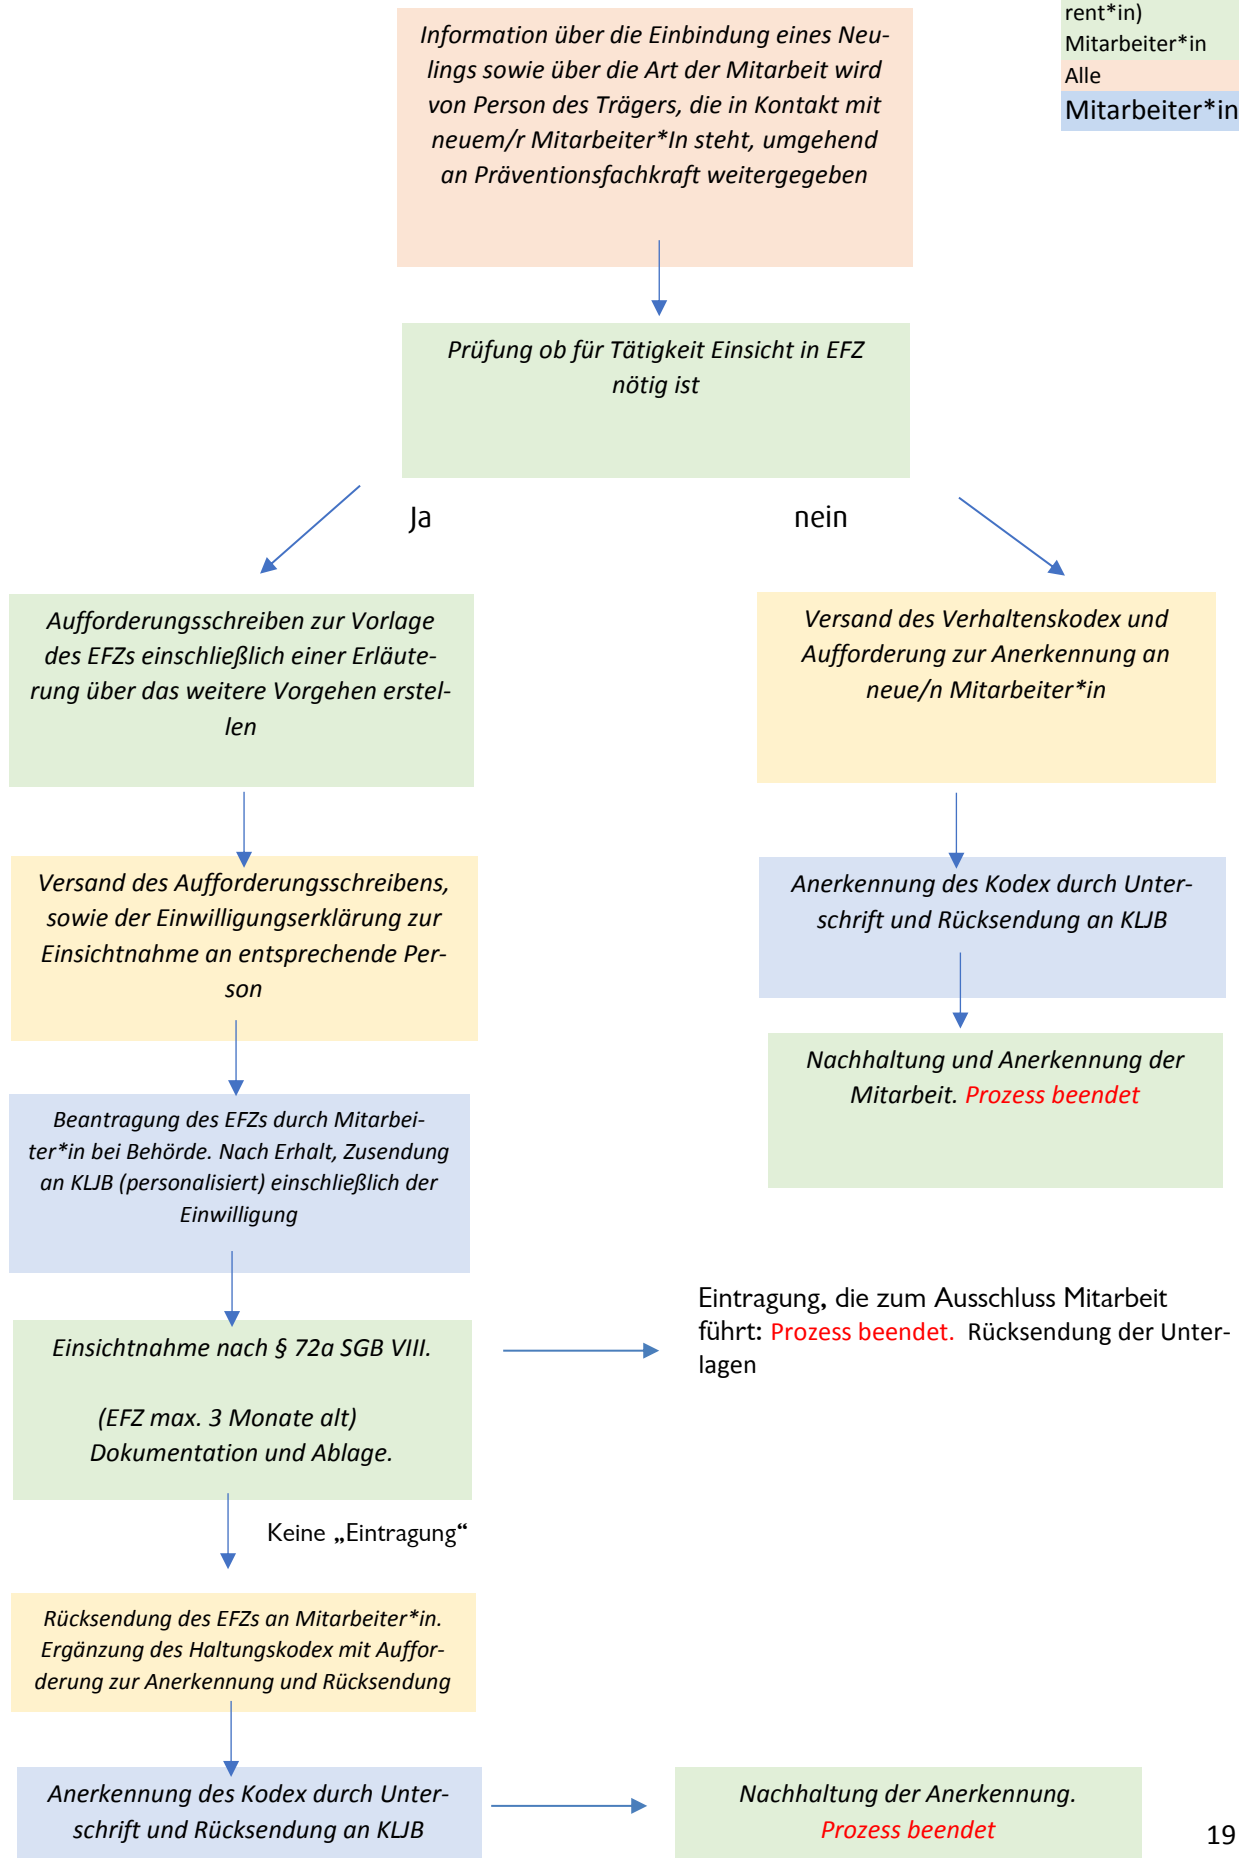 rent*in)
Mitarbeiter*in
Alle
Mitarbeiter*in
Information über die Einbindung eines Neu-
lings sowie über die Art der Mitarbeit wird
von Person des Trägers, die in Kontakt mit
neuem/r Mitarbeiter*In steht, umgehend
an Präventionsfachkraft weitergegeben
Prüfung ob für Tätigkeit Einsicht in EFZ
nötig ist
Ja
nein
Aufforderungsschreiben zur Vorlage
des EFZs einschließlich einer Erläute-
rung über das weitere Vorgehen erstel-
len
Versand des Verhaltenskodex und
Aufforderung zur Anerkennung an
neue/n Mitarbeiter*in
Versand des Aufforderungsschreibens,
sowie der Einwilligungserklärung zur
Einsichtnahme an entsprechende Per-
son
Anerkennung des Kodex durch Unter-
schrift und Rücksendung an KLJB
Nachhaltung und Anerkennung der
Mitarbeit. Prozess beendet
Beantragung des EFZs durch Mitarbei-
ter*in bei Behörde. Nach Erhalt, Zusendung
an KLJB (personalisiert) einschließlich der
Einwilligung
Einsichtnahme nach § 72a SGB VIII.
(EFZ max. 3 Monate alt)
Dokumentation und Ablage.
Eintragung, die zum Ausschluss Mitarbeit
führt: Prozess beendet. Rücksendung der Unter-
lagen
Keine „Eintragung“
Rücksendung des EFZs an Mitarbeiter*in.
Ergänzung des Haltungskodex mit Auffor-
derung zur Anerkennung und Rücksendung
Anerkennung des Kodex durch Unter-
schrift und Rücksendung an KLJB
Nachhaltung der Anerkennung.
Prozess beendet
19